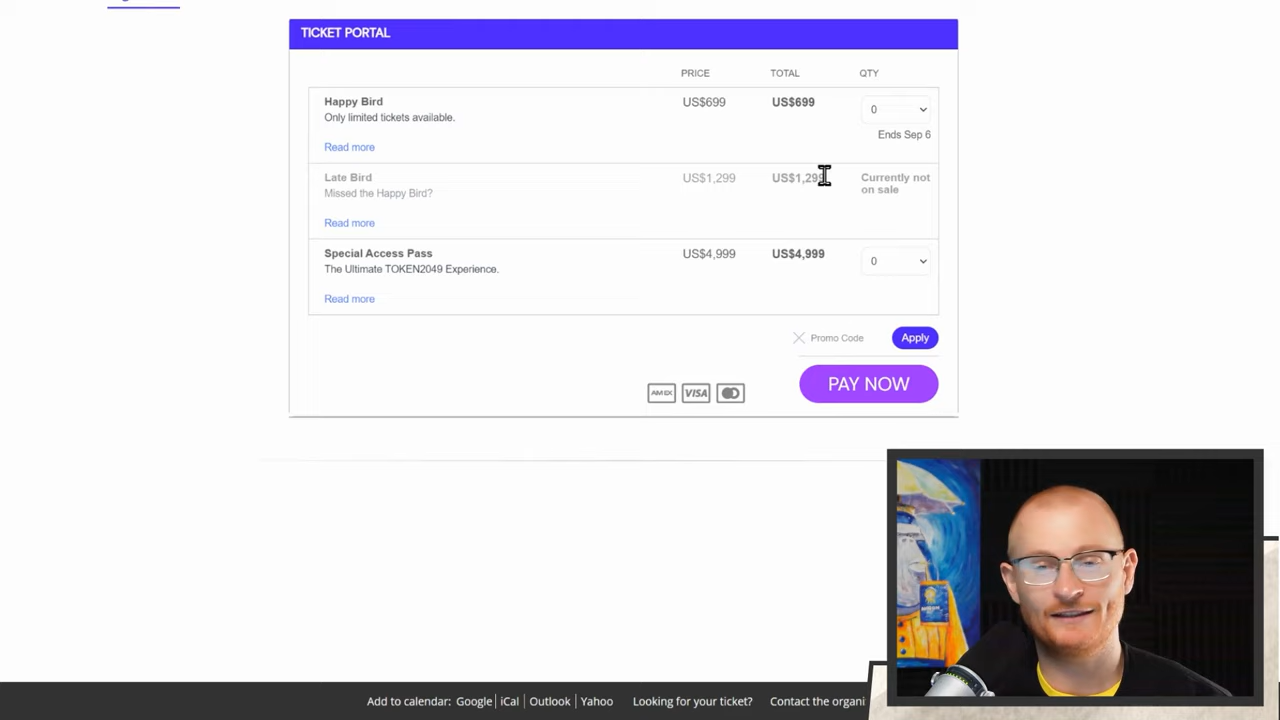 TICKET PORTAL
PRICE TOTAL QTY
Happy Bird US$699 US$699 0
Only limited tickets available.
Ends Sep 6
Read more
Late Bird US$1,299 US$1,299 Currently not on sale
Missed the Happy Bird?
Read more
Special Access Pass US$4,999 US$4,999 0
The Ultimate TOKEN2049 Experience.
Read more
Promo Code Apply
AMEX VISA PAY NOW
Add to calendar: Google | iCal | Outlook | Yahoo Looking for your ticket? Contact the organi